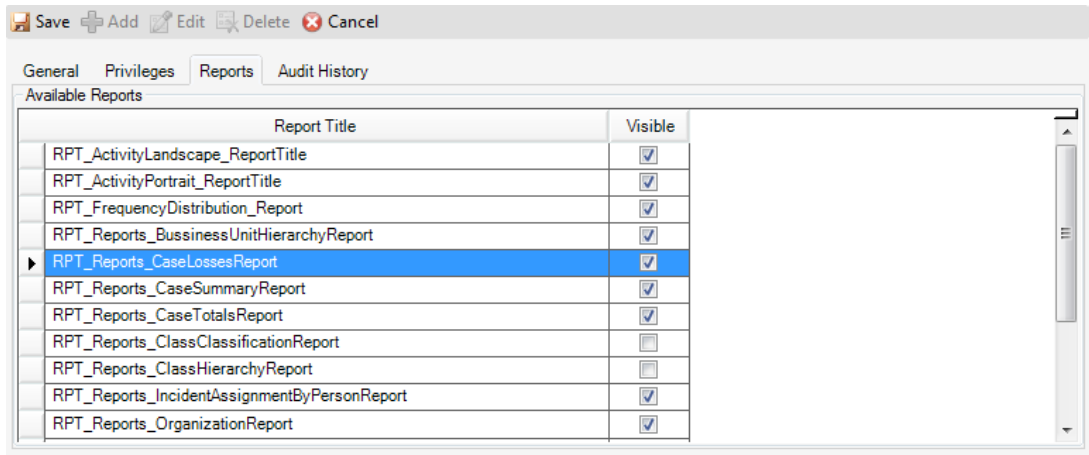 Save Add Edit Delete Cancel
General Privileges Reports Audit History
Available Reports
Report Title Visible
RPT_ActivityLandscape_ReportTitle
RPT_ActivityPortrait_ReportTitle
RPT_FrequencyDistribution_Report
RPT_Reports_BussinessUnitHierarchyReport
RPT_Reports_CaseLossesReport
RPT_Reports_CaseSummaryReport
RPT_Reports_CaseTotalsReport
RPT_Reports_ClassClassificationReport
RPT_Reports_ClassHierarchyReport
RPT_Reports_IncidentAssignmentByPersonReport
RPT_Reports_OrganizationReport